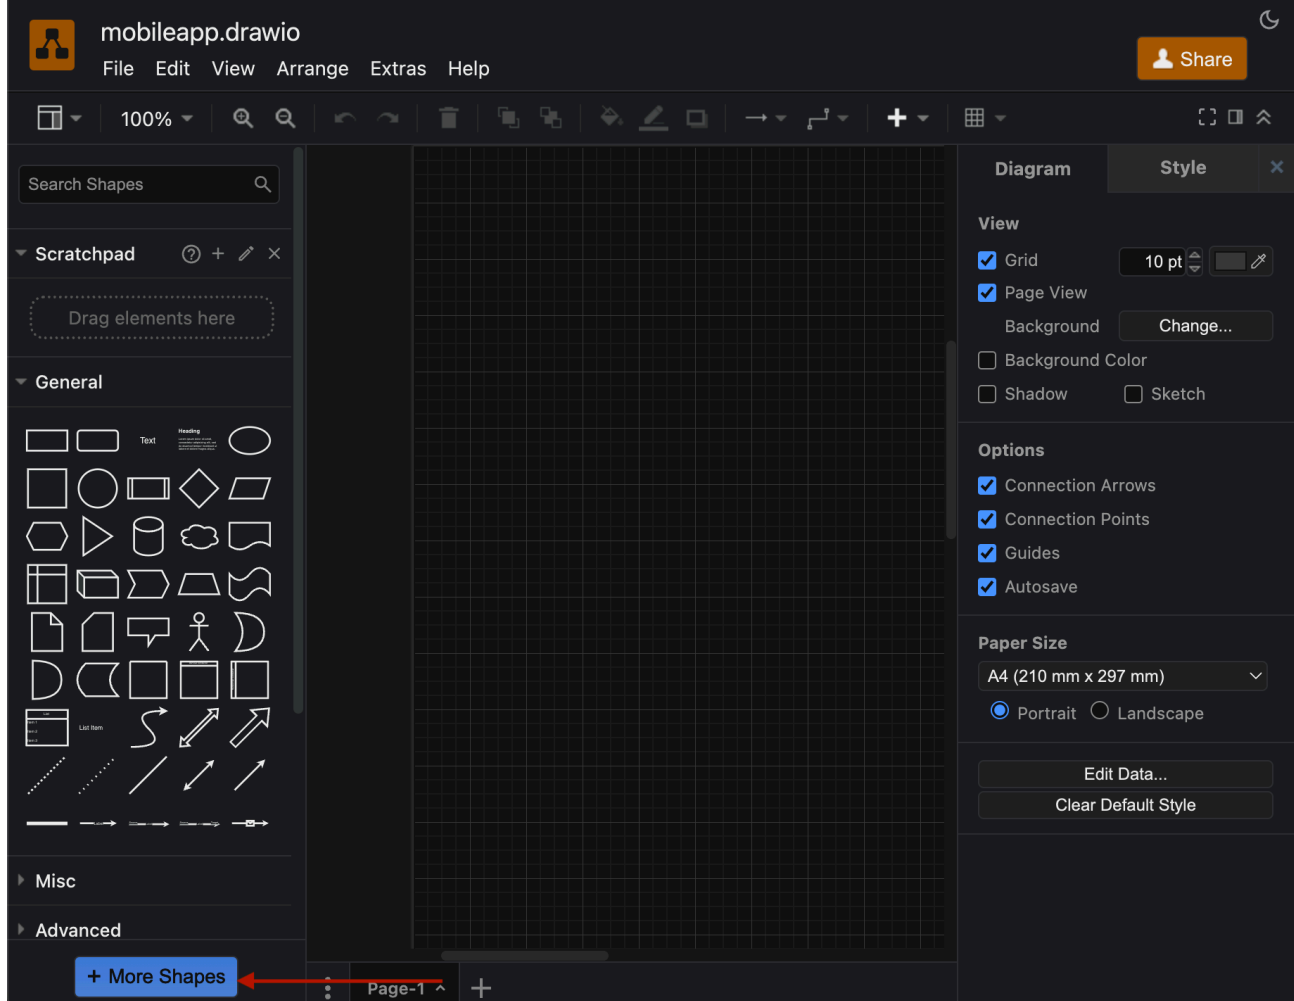 mobileapp.drawio
File Edit View Arrange Extras Help
Share
100%
Search Shapes
Scratchpad
Drag elements here
General
Text
Heading
List Item
Misc
Advanced
+ More Shapes
Page-1
Diagram Style
View
Grid 10 pt
Page View
Background Change...
Background Color
Shadow Sketch
Options
Connection Arrows
Connection Points
Guides
Autosave
Paper Size
A4 (210 mm x 297 mm)
Portrait Landscape
Edit Data...
Clear Default Style